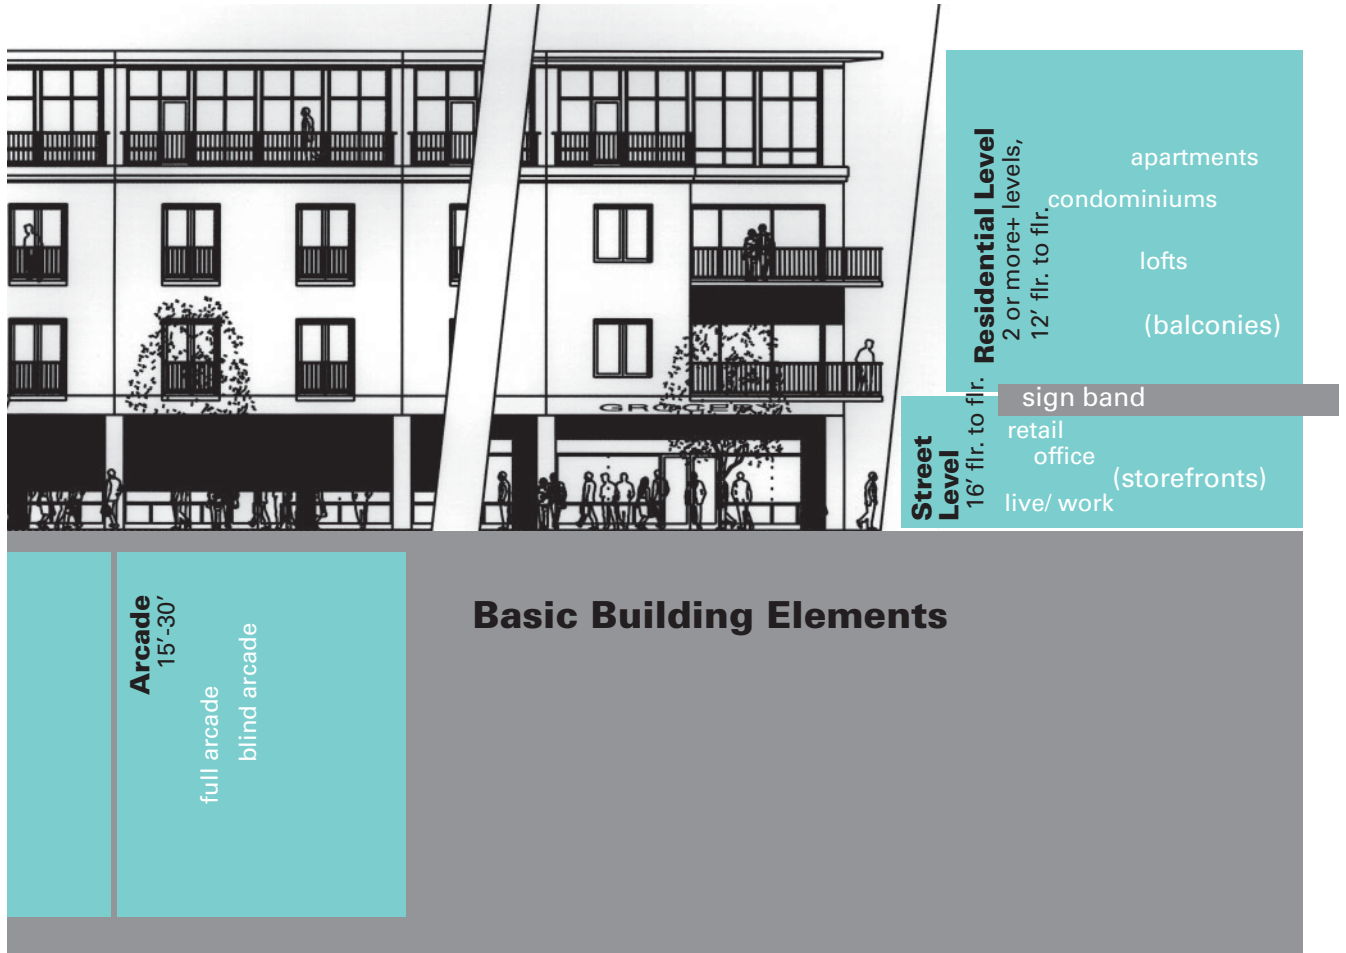 Residential Level
2 or more+ levels,
12’ flr. to flr.
apartments
condominiums
lofts
(balconies)
sign band
Street
Level
16’ flr. to flr.
retail
office
(storefronts)
live/ work
GROCERY
Arcade
15’-30’
full arcade
blind arcade
Basic Building Elements